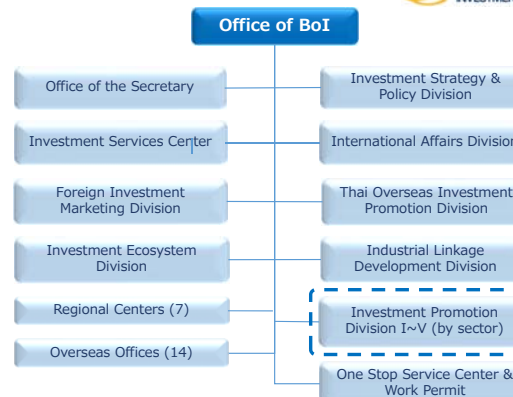 INVESTMENT
Office of BoI
Office of the Secretary
Investment Strategy &
Policy Division
Investment Services Center
International Affairs Division
Foreign Investment
Marketing Division
Thai Overseas Investment
Promotion Division
Investment Ecosystem
Division
Industrial Linkage
Development Division
Regional Centers (7)
Investment Promotion
Division I~V (by sector)
Overseas Offices (14)
One Stop Service Center &
Work Permit